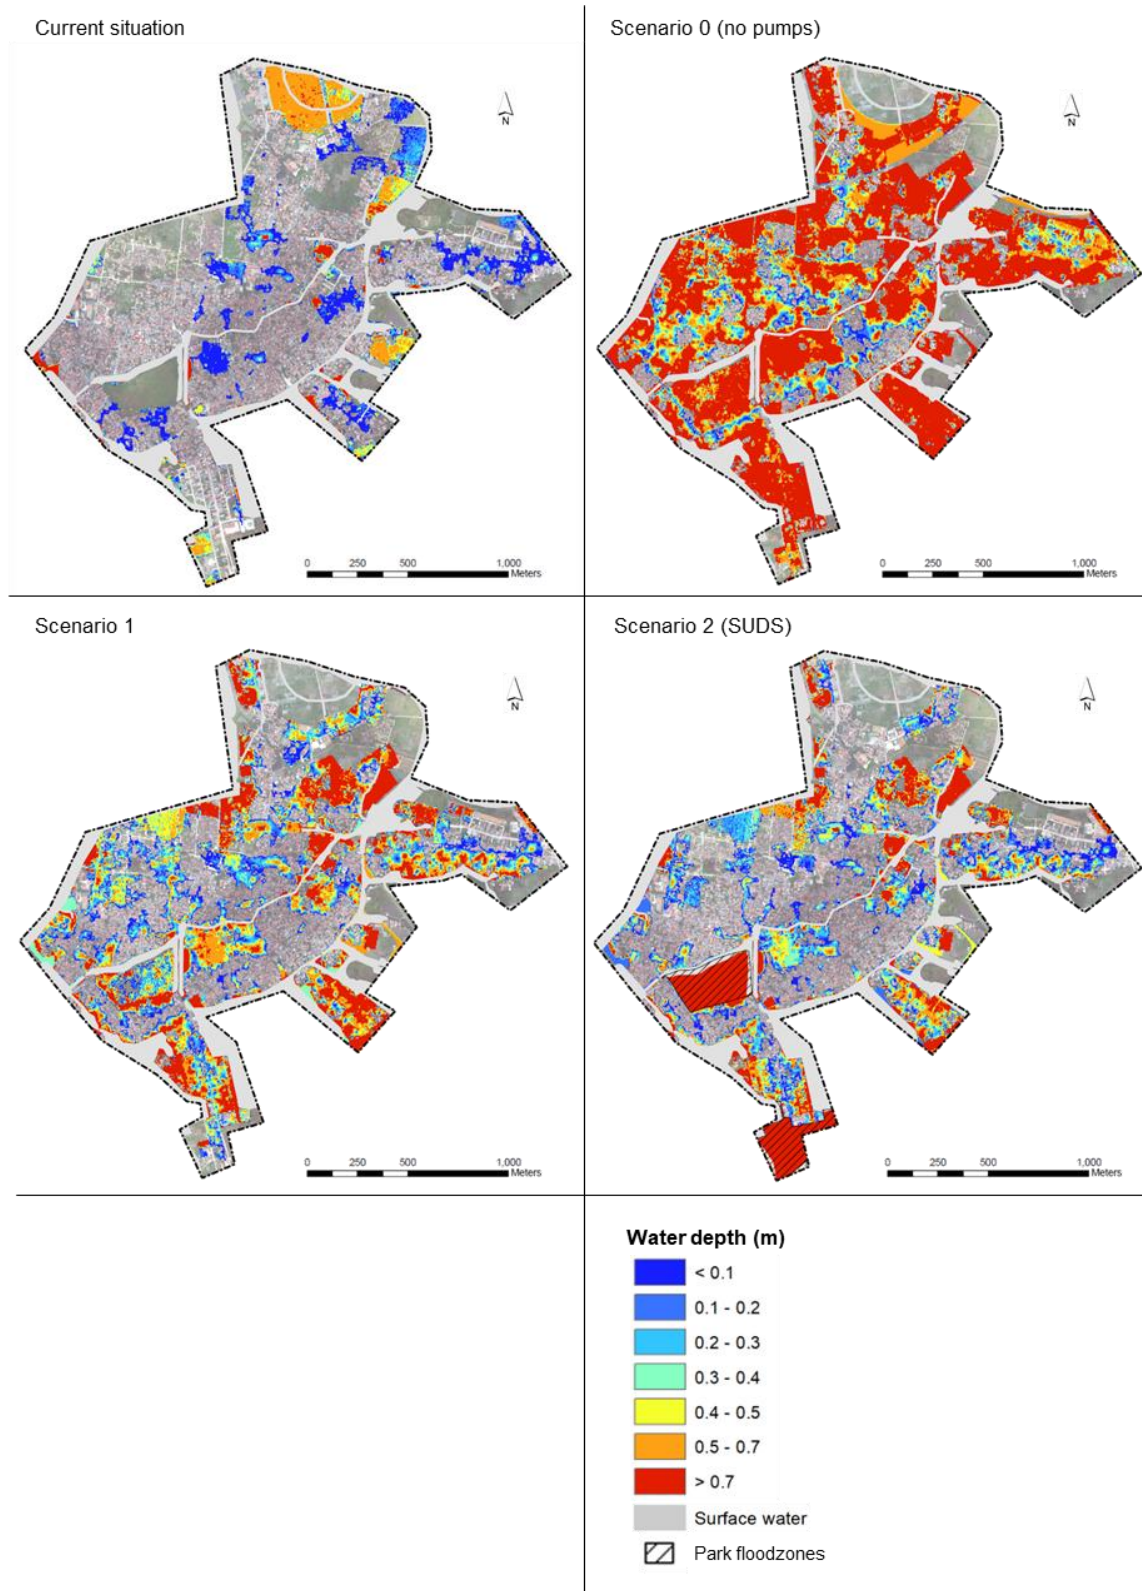 Current situation
N
0 250 500 1,000
Meters
Scenario 0 (no pumps)
N
0 250 500 1,000
Meters
Scenario 1
N
0 250 500 1,000
Meters
Scenario 2 (SUDS)
N
0 250 500 1,000
Meters
Water depth (m)
< 0.1
0.1 - 0.2
0.2 - 0.3
0.3 - 0.4
0.4 - 0.5
0.5 - 0.7
> 0.7
Surface water
Park floodzones